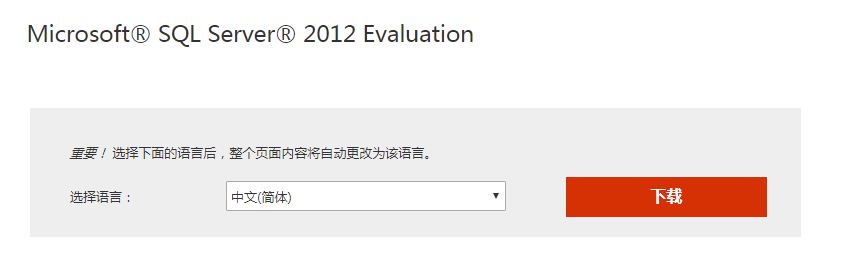 Microsoft® SQL Server® 2012 Evaluation
重要！选择下面的语言后，整个页面内容将自动更改为该语言。
选择语言： 中文(简体) 下载